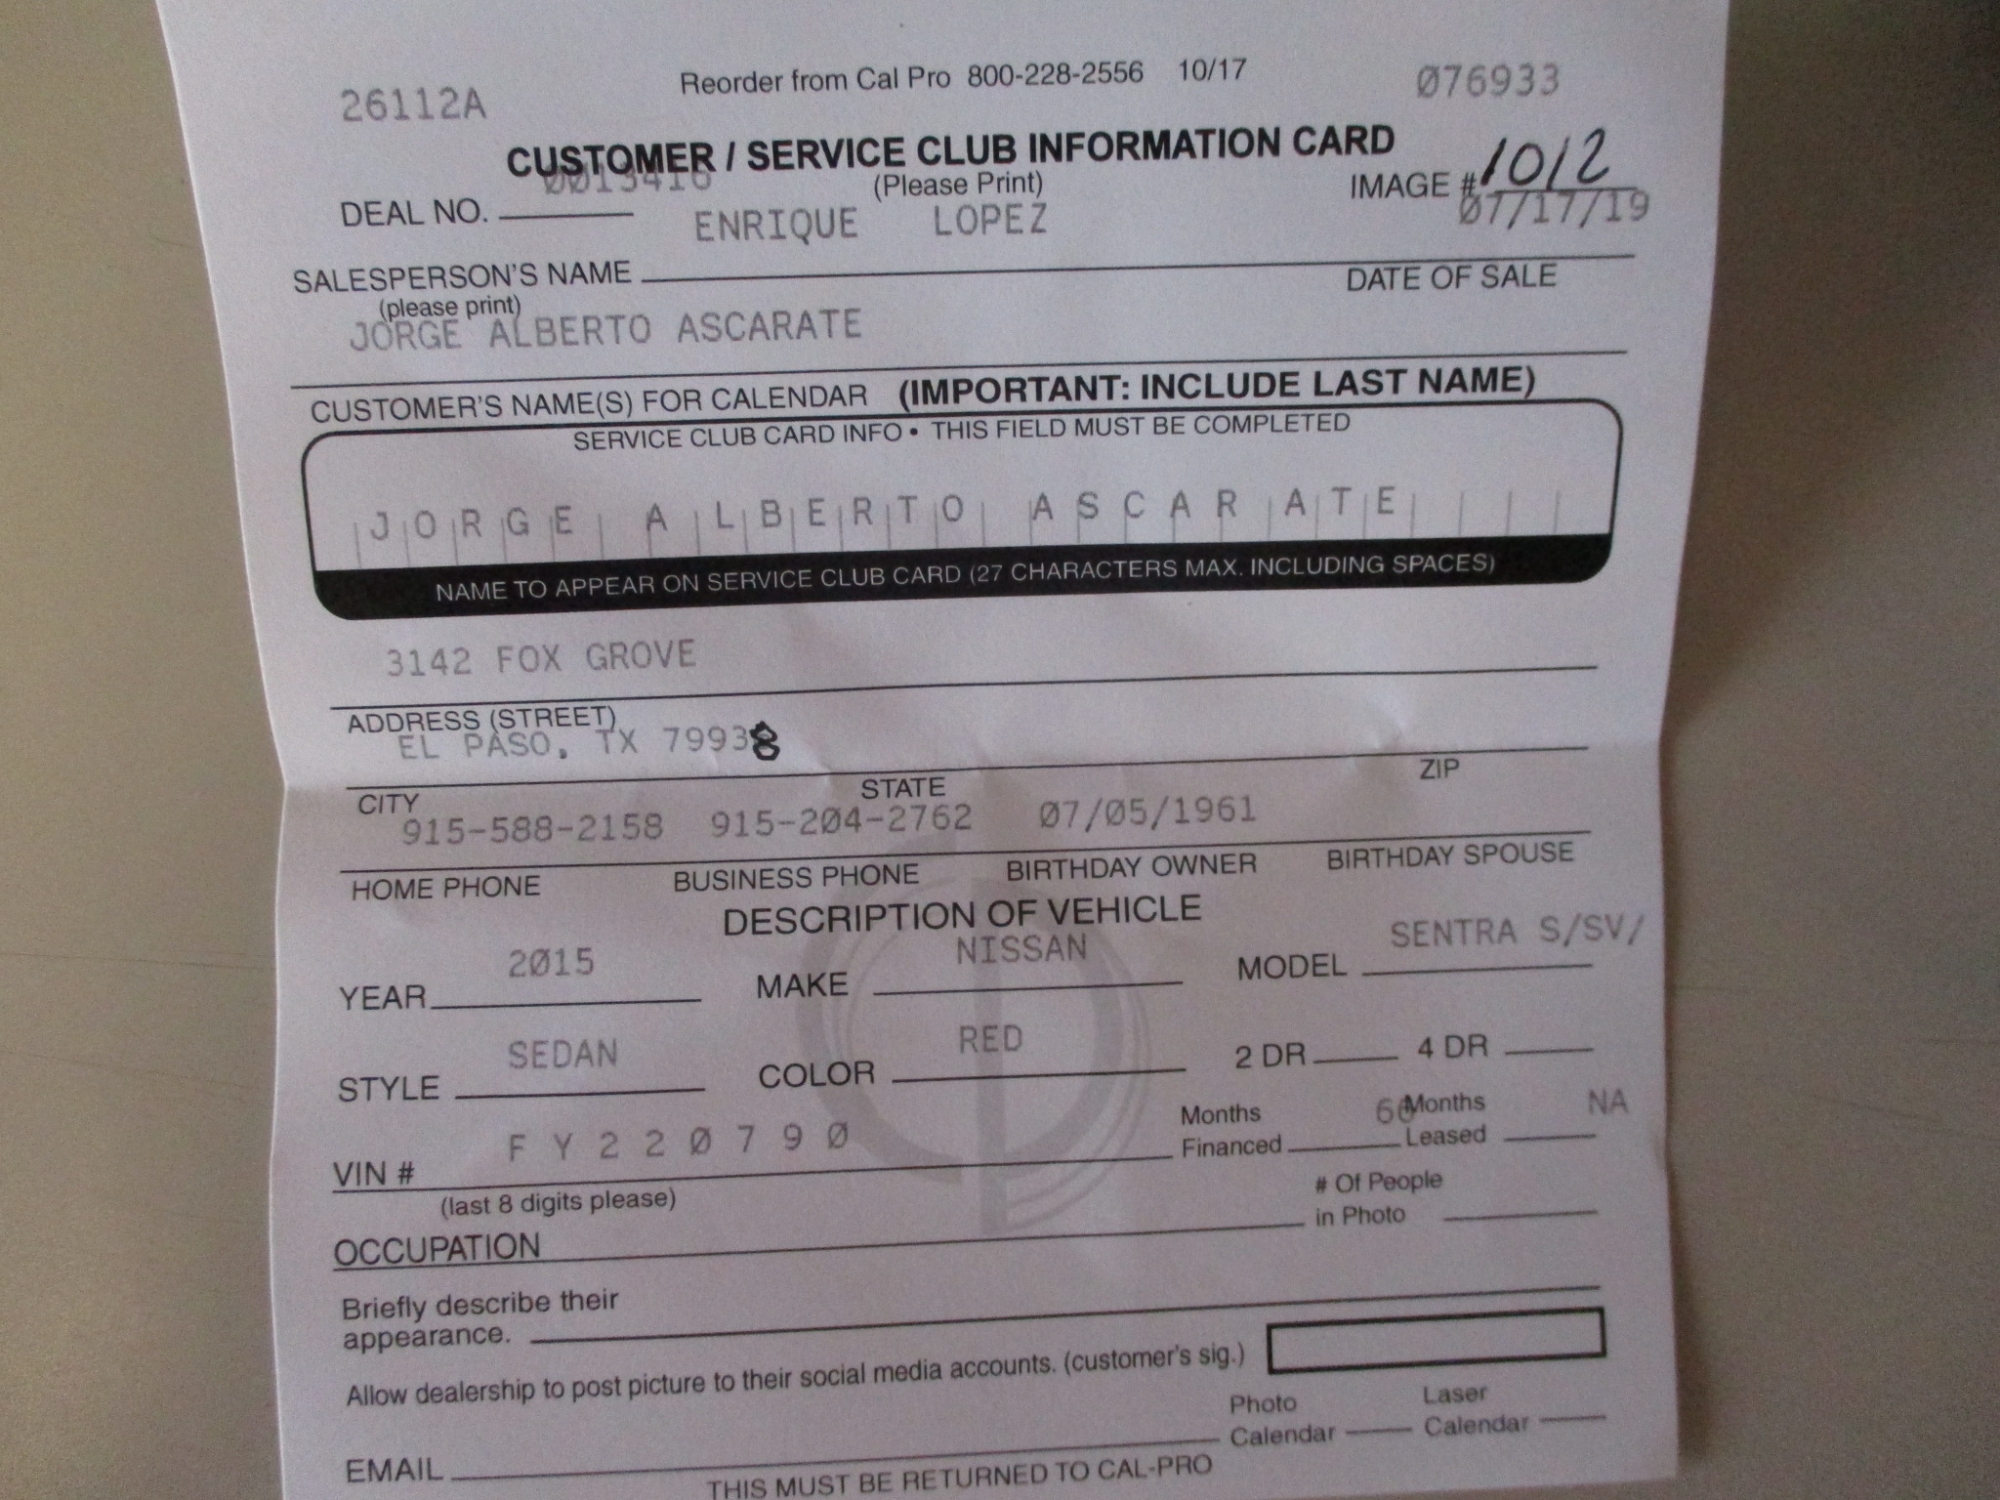 Reorder from Cal Pro 800-228-2556 10/17
26112A 076933
CUSTOMER / SERVICE CLUB INFORMATION CARD
(Please Print)
DEAL NO. 0013416 IMAGE # 1012
ENRIQUE LOPEZ 07/17/19
SALESPERSON'S NAME DATE OF SALE
(please print)
JORGE ALBERTO ASCARATE
CUSTOMER'S NAME(S) FOR CALENDAR (IMPORTANT: INCLUDE LAST NAME)
SERVICE CLUB CARD INFO • THIS FIELD MUST BE COMPLETED
JORGE ALBERTO ASCARATE
NAME TO APPEAR ON SERVICE CLUB CARD (27 CHARACTERS MAX. INCLUDING SPACES)
3142 FOX GROVE
ADDRESS (STREET)
EL PASO, TX 79938
CITY STATE ZIP
915-588-2158 915-204-2762 07/05/1961
HOME PHONE BUSINESS PHONE BIRTHDAY OWNER BIRTHDAY SPOUSE
DESCRIPTION OF VEHICLE
YEAR 2015 MAKE NISSAN MODEL SENTRA S/SV/
STYLE SEDAN COLOR RED 2 DR 4 DR
VIN # FY220790 Months Financed 60 Months Leased NA
(last 8 digits please)
OCCUPATION # Of People in Photo
Briefly describe their
appearance.
Allow dealership to post picture to their social media accounts. (customer's sig.)
EMAIL Photo Calendar Laser Calendar
THIS MUST BE RETURNED TO CAL-PRO